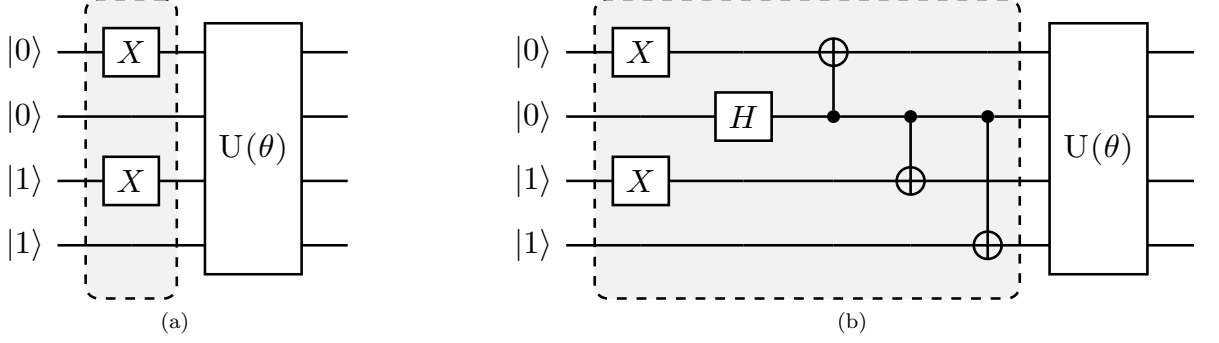 |0⟩ X |0⟩ X
|0⟩ |0⟩ H
U(θ) U(θ)
|1⟩ X |1⟩ X
|1⟩ |1⟩
(a) (b)